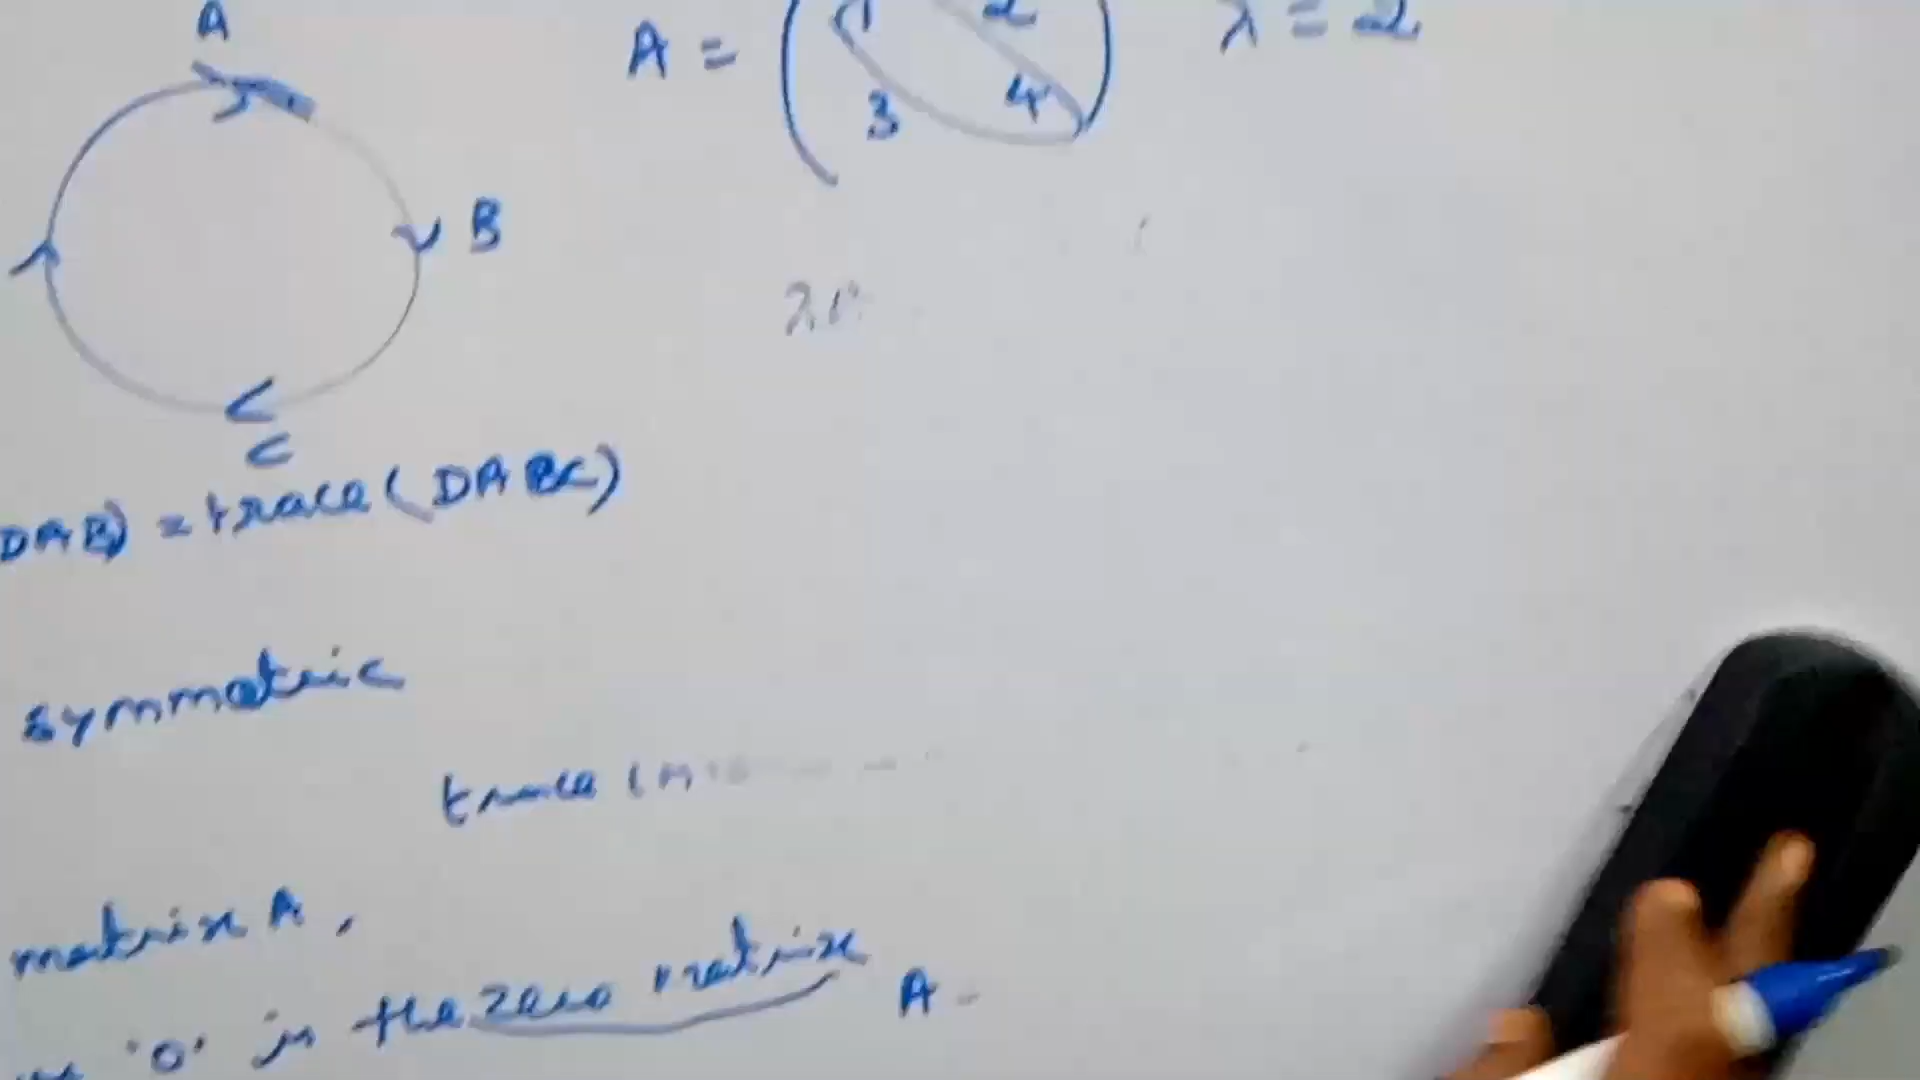 A
A = ( 1 2
3 4 ) λ = 2
B
C
DAB) = trace (DABC)
symmetric
trace (A
matrix A,
'0' is the zero matrix A